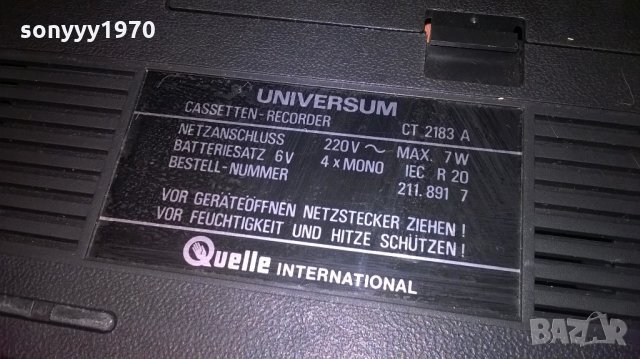 sonyyy1970
UNIVERSUM
CASSETTEN-RECORDER CT 2183 A
NETZANSCHLUSS 220V ~ MAX. 7W
BATTERIESATZ 6V 4 x MONO IEC R 20
BESTELL-NUMMER 211.891 7
VOR GERÄTEÖFFNEN NETZSTECKER ZIEHEN !
VOR FEUCHTIGKEIT UND HITZE SCHÜTZEN !
Quelle INTERNATIONAL
BAZAR